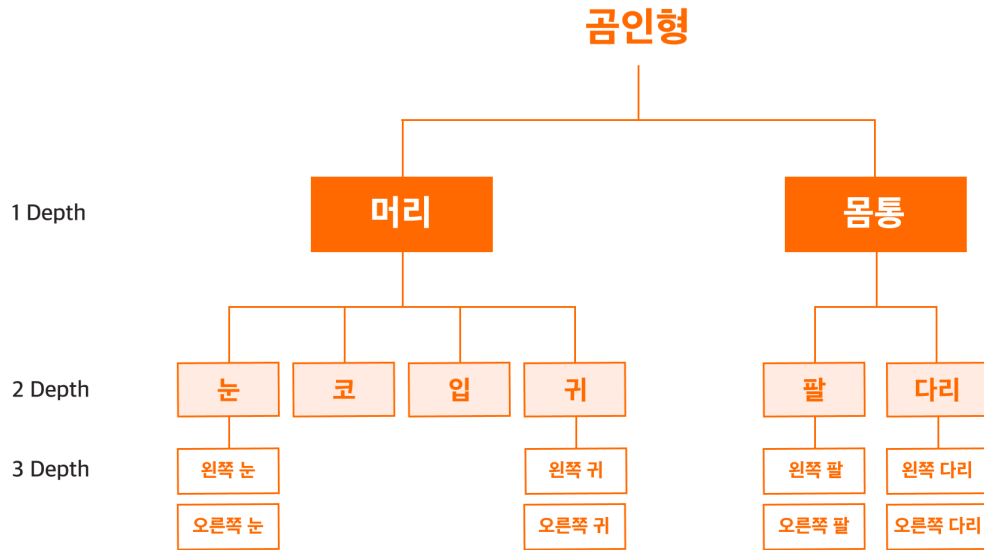 곰인형
1 Depth
머리
몸통
2 Depth
눈
코
입
귀
팔
다리
3 Depth
왼쪽 눈
왼쪽 귀
왼쪽 팔
왼쪽 다리
오른쪽 눈
오른쪽 귀
오른쪽 팔
오른쪽 다리